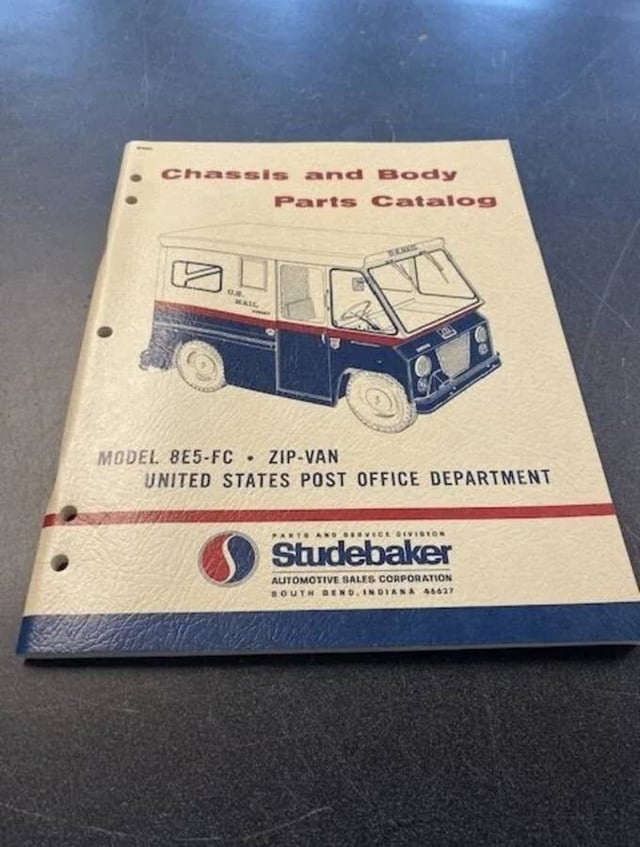 Chassis and Body
Parts Catalog
U.S. MAIL
U.S.
MAIL
MODEL 8E5-FC • ZIP-VAN
UNITED STATES POST OFFICE DEPARTMENT
PARTS AND SERVICE DIVISION
Studebaker
AUTOMOTIVE SALES CORPORATION
SOUTH BEND, INDIANA 46627